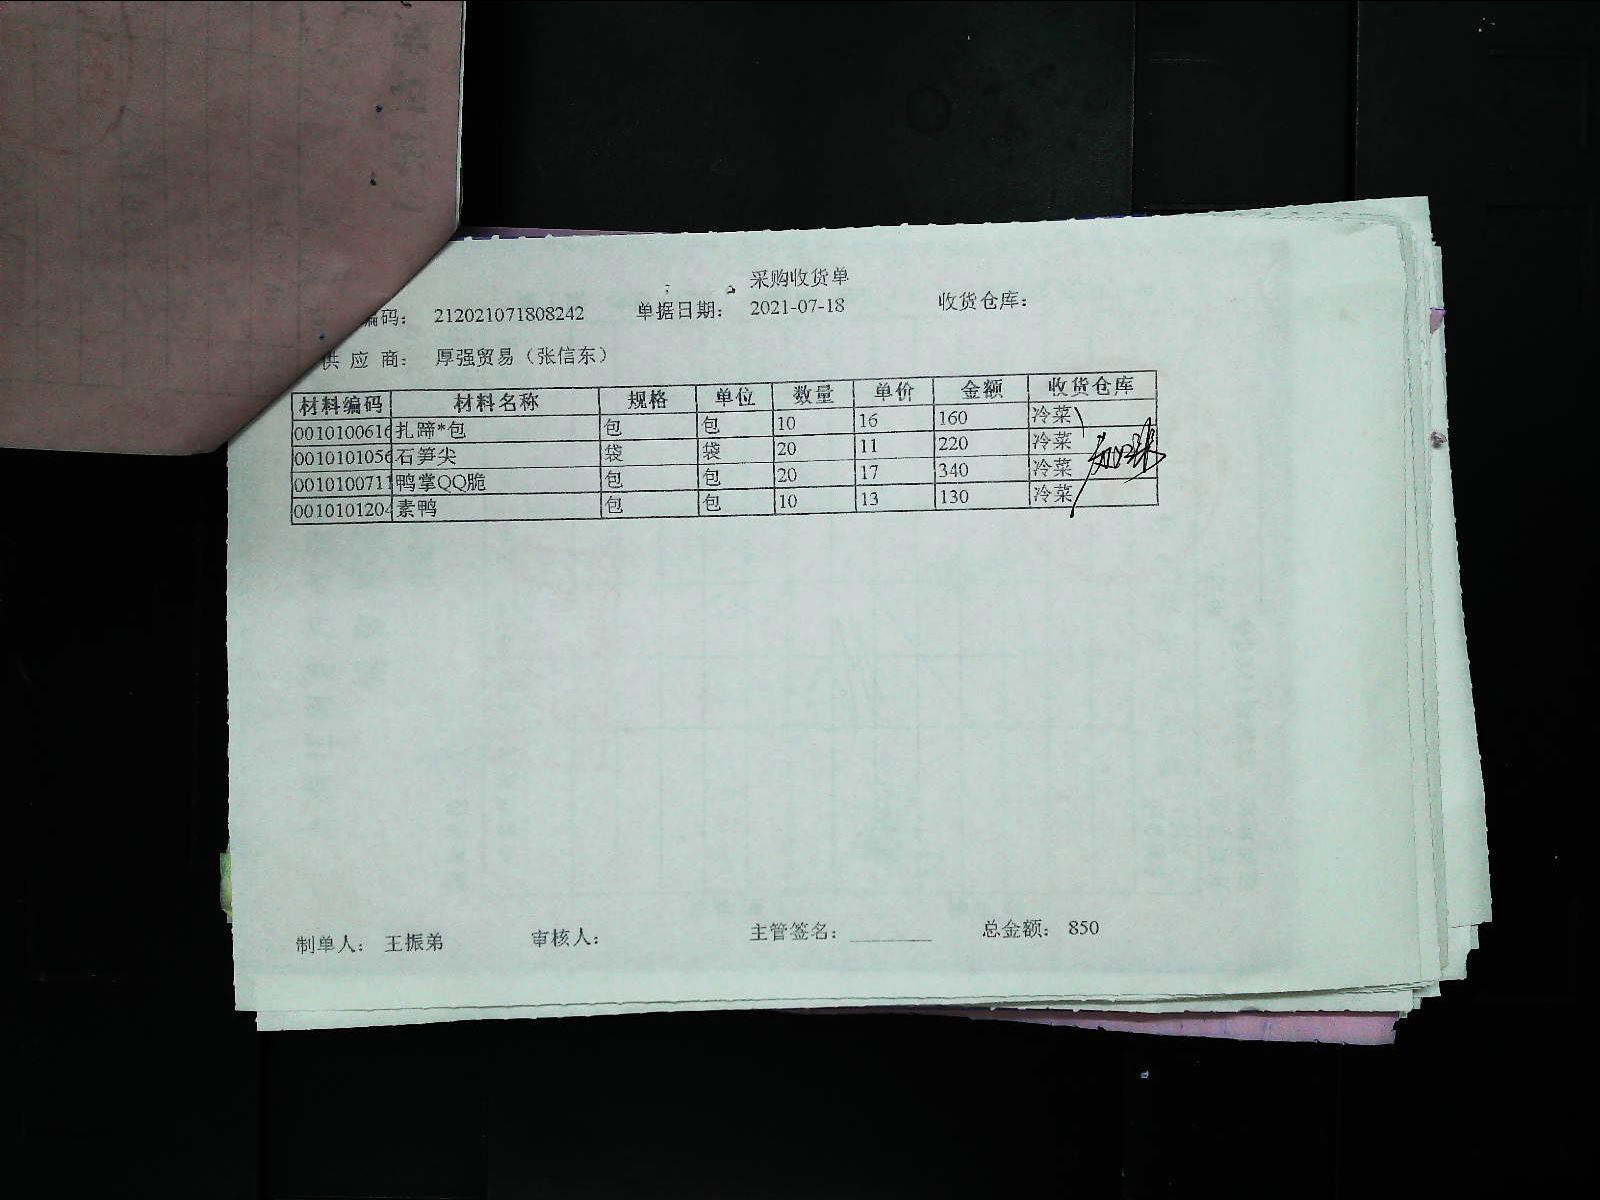 采购收货单
编码： 212021071808242 单据日期： 2021-07-18 收货仓库：
供 应 商： 厚强贸易（张信东）
材料编码 材料名称 规格 单位 数量 单价 金额 收货仓库
0010100616 扎蹄*包 包 包 10 16 160 冷菜
0010101056 石笋尖 袋 袋 20 11 220 冷菜
0010100711 鸭掌QQ脆 包 包 20 17 340 冷菜
0010101204 素鸭 包 包 10 13 130 冷菜
制单人： 王振弟 审核人： 主管签名： 总金额： 850